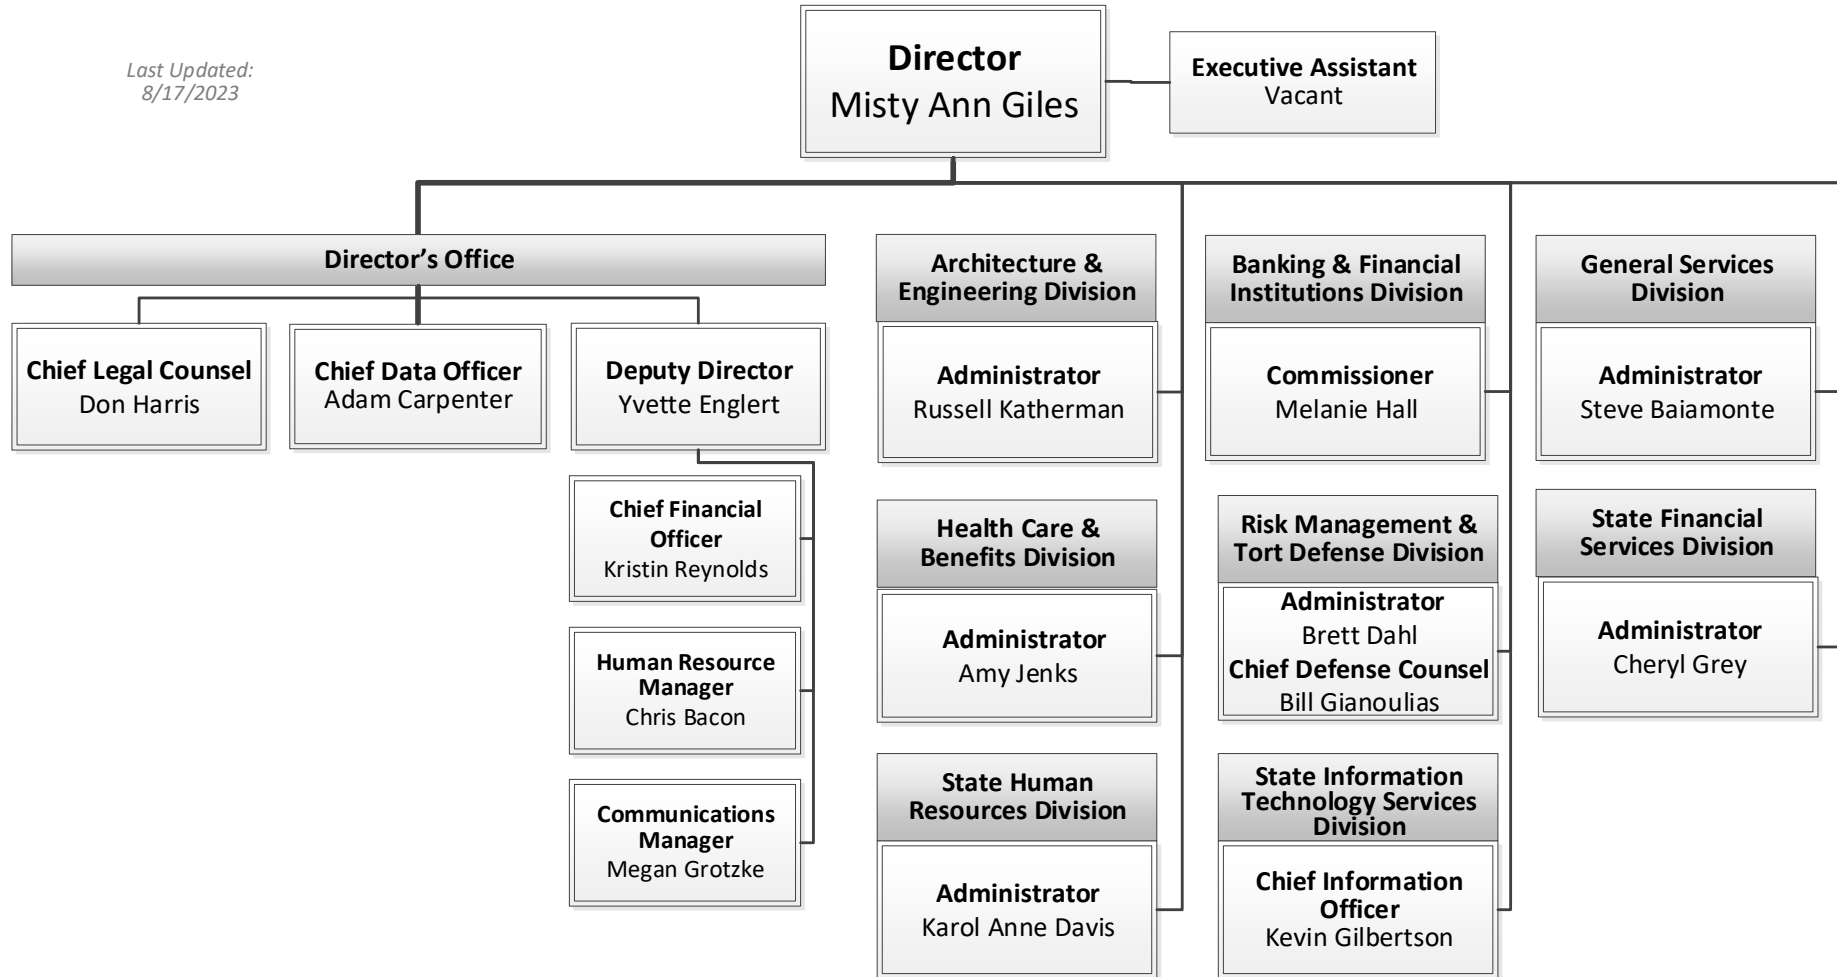 Last Updated:
8/17/2023
Director
Misty Ann Giles
Executive Assistant
Vacant
Director’s Office
Chief Legal Counsel
Don Harris
Chief Data Officer
Adam Carpenter
Deputy Director
Yvette Englert
Chief Financial
Officer
Kristin Reynolds
Human Resource
Manager
Chris Bacon
Communications
Manager
Megan Grotzke
Architecture &
Engineering Division
Administrator
Russell Katherman
Health Care &
Benefits Division
Administrator
Amy Jenks
State Human
Resources Division
Administrator
Karol Anne Davis
Banking & Financial
Institutions Division
Commissioner
Melanie Hall
Risk Management &
Tort Defense Division
Administrator
Brett Dahl
Chief Defense Counsel
Bill Gianoulias
State Information
Technology Services
Division
Chief Information
Officer
Kevin Gilbertson
General Services
Division
Administrator
Steve Baiamonte
State Financial
Services Division
Administrator
Cheryl Grey